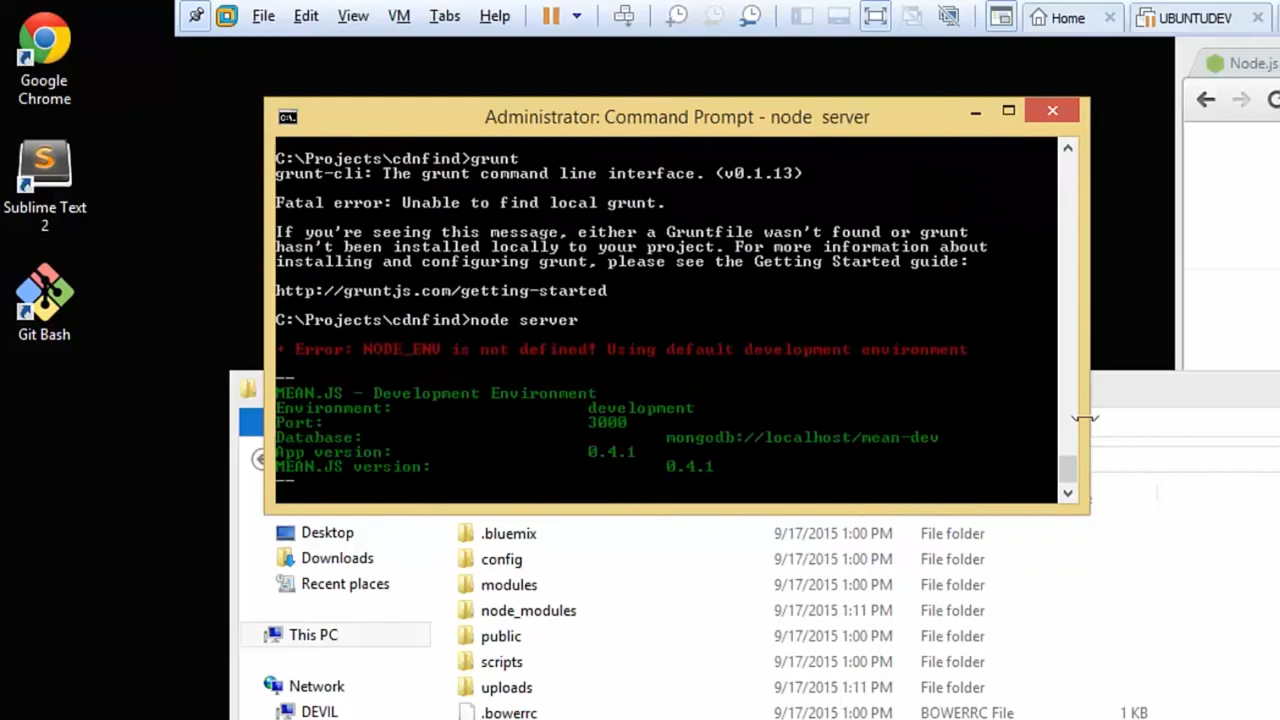 File Edit View VM Tabs Help
Home
UBUNTUDEV
Google
Chrome
Node.js
Administrator: Command Prompt - node server
C:\Projects\cdnfind>grunt
grunt-cli: The grunt command line interface. (v0.1.13)
Fatal error: Unable to find local grunt.
If you're seeing this message, either a Gruntfile wasn't found or grunt
hasn't been installed locally to your project. For more information about
installing and configuring grunt, please see the Getting Started guide:
http://gruntjs.com/getting-started
C:\Projects\cdnfind>node server
+ Error: NODE_ENV is not defined! Using default development environment
--
MEAN.JS - Development Environment
Environment: development
Port: 3000
Database: mongodb://localhost/mean-dev
App version: 0.4.1
MEAN.JS version: 0.4.1
--
Sublime Text
2
Git Bash
Desktop
Downloads
Recent places
This PC
Network
DEVIL
.bluemix 9/17/2015 1:00 PM File folder
config 9/17/2015 1:00 PM File folder
modules 9/17/2015 1:00 PM File folder
node_modules 9/17/2015 1:11 PM File folder
public 9/17/2015 1:00 PM File folder
scripts 9/17/2015 1:00 PM File folder
uploads 9/17/2015 1:11 PM File folder
.bowerrc 9/17/2015 1:00 PM BOWERRC File 1 KB